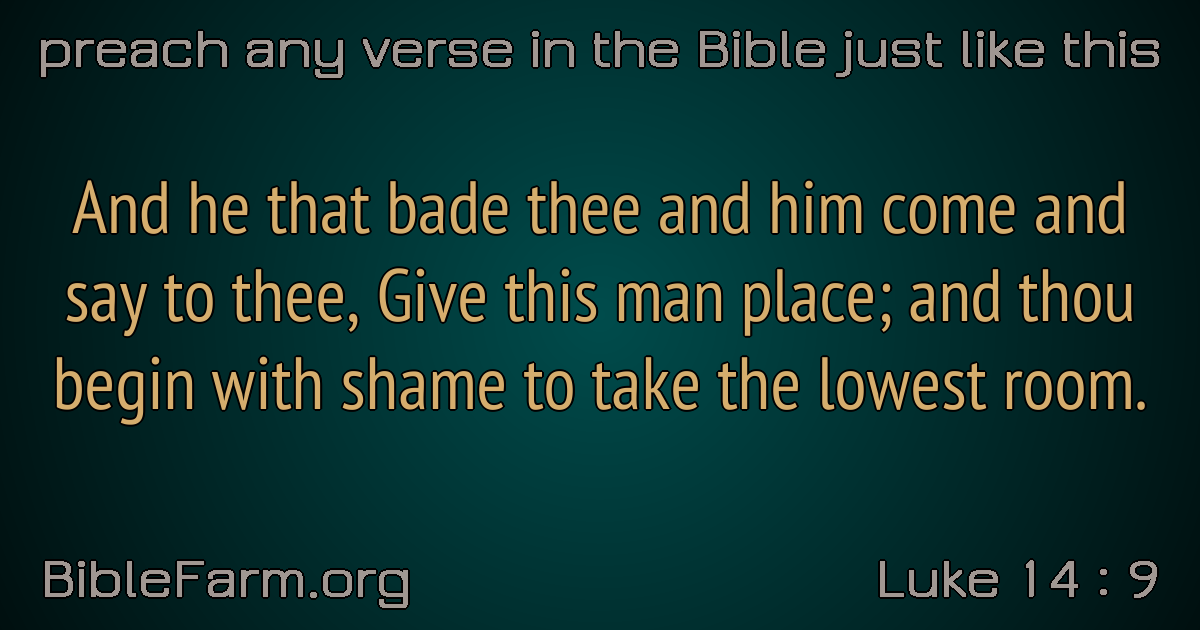 preach any verse in the Bible just like this
And he that bade thee and him come and
say to thee, Give this man place; and thou
begin with shame to take the lowest room.
BibleFarm.org
Luke 14 : 9